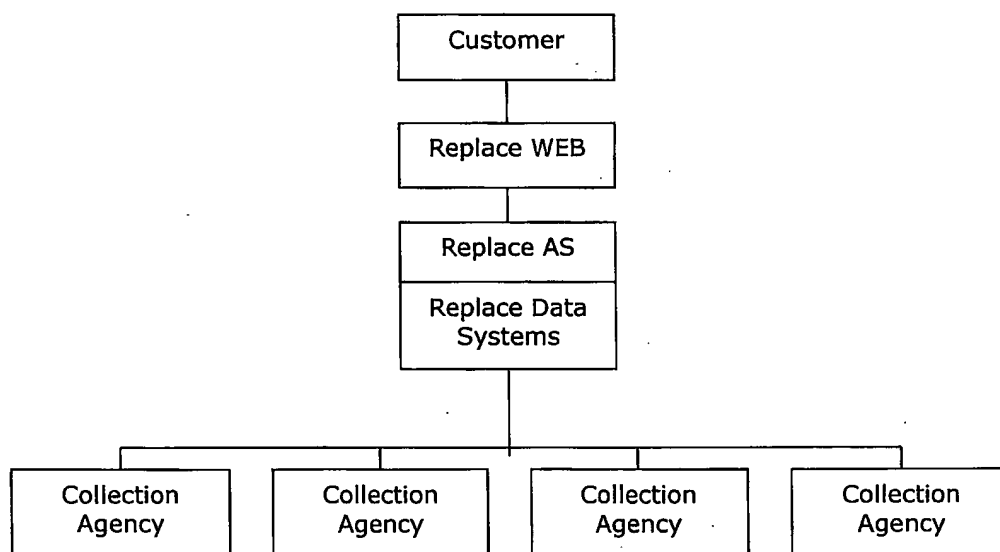 Customer
Replace WEB
Replace AS
Replace Data
Systems
Collection
Agency
Collection
Agency
Collection
Agency
Collection
Agency